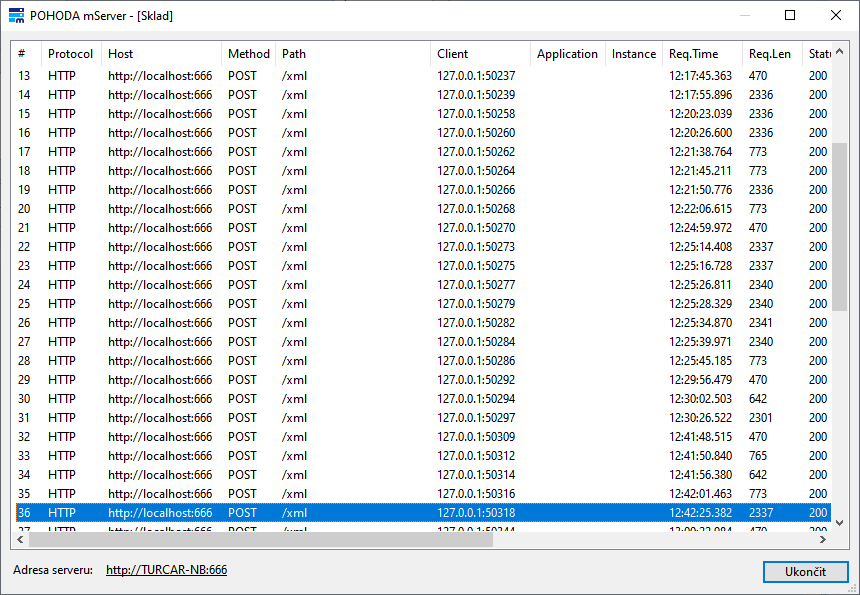 POHODA mServer - [Sklad]
# Protocol Host Method Path Client Application Instance Req.Time Req.Len
13 HTTP http://localhost:666 POST /xml 127.0.0.1:50237 12:17:45.363 470 200
14 HTTP http://localhost:666 POST /xml 127.0.0.1:50239 12:17:55.896 2336 200
15 HTTP http://localhost:666 POST /xml 127.0.0.1:50258 12:20:23.039 2336 200
16 HTTP http://localhost:666 POST /xml 127.0.0.1:50260 12:20:26.600 2336 200
17 HTTP http://localhost:666 POST /xml 127.0.0.1:50262 12:21:38.764 773 200
18 HTTP http://localhost:666 POST /xml 127.0.0.1:50264 12:21:45.211 773 200
19 HTTP http://localhost:666 POST /xml 127.0.0.1:50266 12:21:50.776 2336 200
20 HTTP http://localhost:666 POST /xml 127.0.0.1:50268 12:22:06.615 773 200
21 HTTP http://localhost:666 POST /xml 127.0.0.1:50270 12:24:59.972 470 200
22 HTTP http://localhost:666 POST /xml 127.0.0.1:50273 12:25:14.408 2337 200
23 HTTP http://localhost:666 POST /xml 127.0.0.1:50275 12:25:16.728 2337 200
24 HTTP http://localhost:666 POST /xml 127.0.0.1:50277 12:25:26.811 2340 200
25 HTTP http://localhost:666 POST /xml 127.0.0.1:50279 12:25:28.329 2340 200
26 HTTP http://localhost:666 POST /xml 127.0.0.1:50282 12:25:34.870 2341 200
27 HTTP http://localhost:666 POST /xml 127.0.0.1:50284 12:25:39.971 2340 200
28 HTTP http://localhost:666 POST /xml 127.0.0.1:50286 12:25:45.185 773 200
29 HTTP http://localhost:666 POST /xml 127.0.0.1:50292 12:29:56.479 470 200
30 HTTP http://localhost:666 POST /xml 127.0.0.1:50294 12:30:02.503 642 200
31 HTTP http://localhost:666 POST /xml 127.0.0.1:50297 12:30:26.522 2301 200
32 HTTP http://localhost:666 POST /xml 127.0.0.1:50309 12:41:48.515 470 200
33 HTTP http://localhost:666 POST /xml 127.0.0.1:50312 12:41:50.840 765 200
34 HTTP http://localhost:666 POST /xml 127.0.0.1:50314 12:41:56.380 642 200
35 HTTP http://localhost:666 POST /xml 127.0.0.1:50316 12:42:01.463 773 200
36 HTTP http://localhost:666 POST /xml 127.0.0.1:50318 12:42:25.382 2337 200
Adresa serveru: http://TURCAR-NB:666
Ukončit